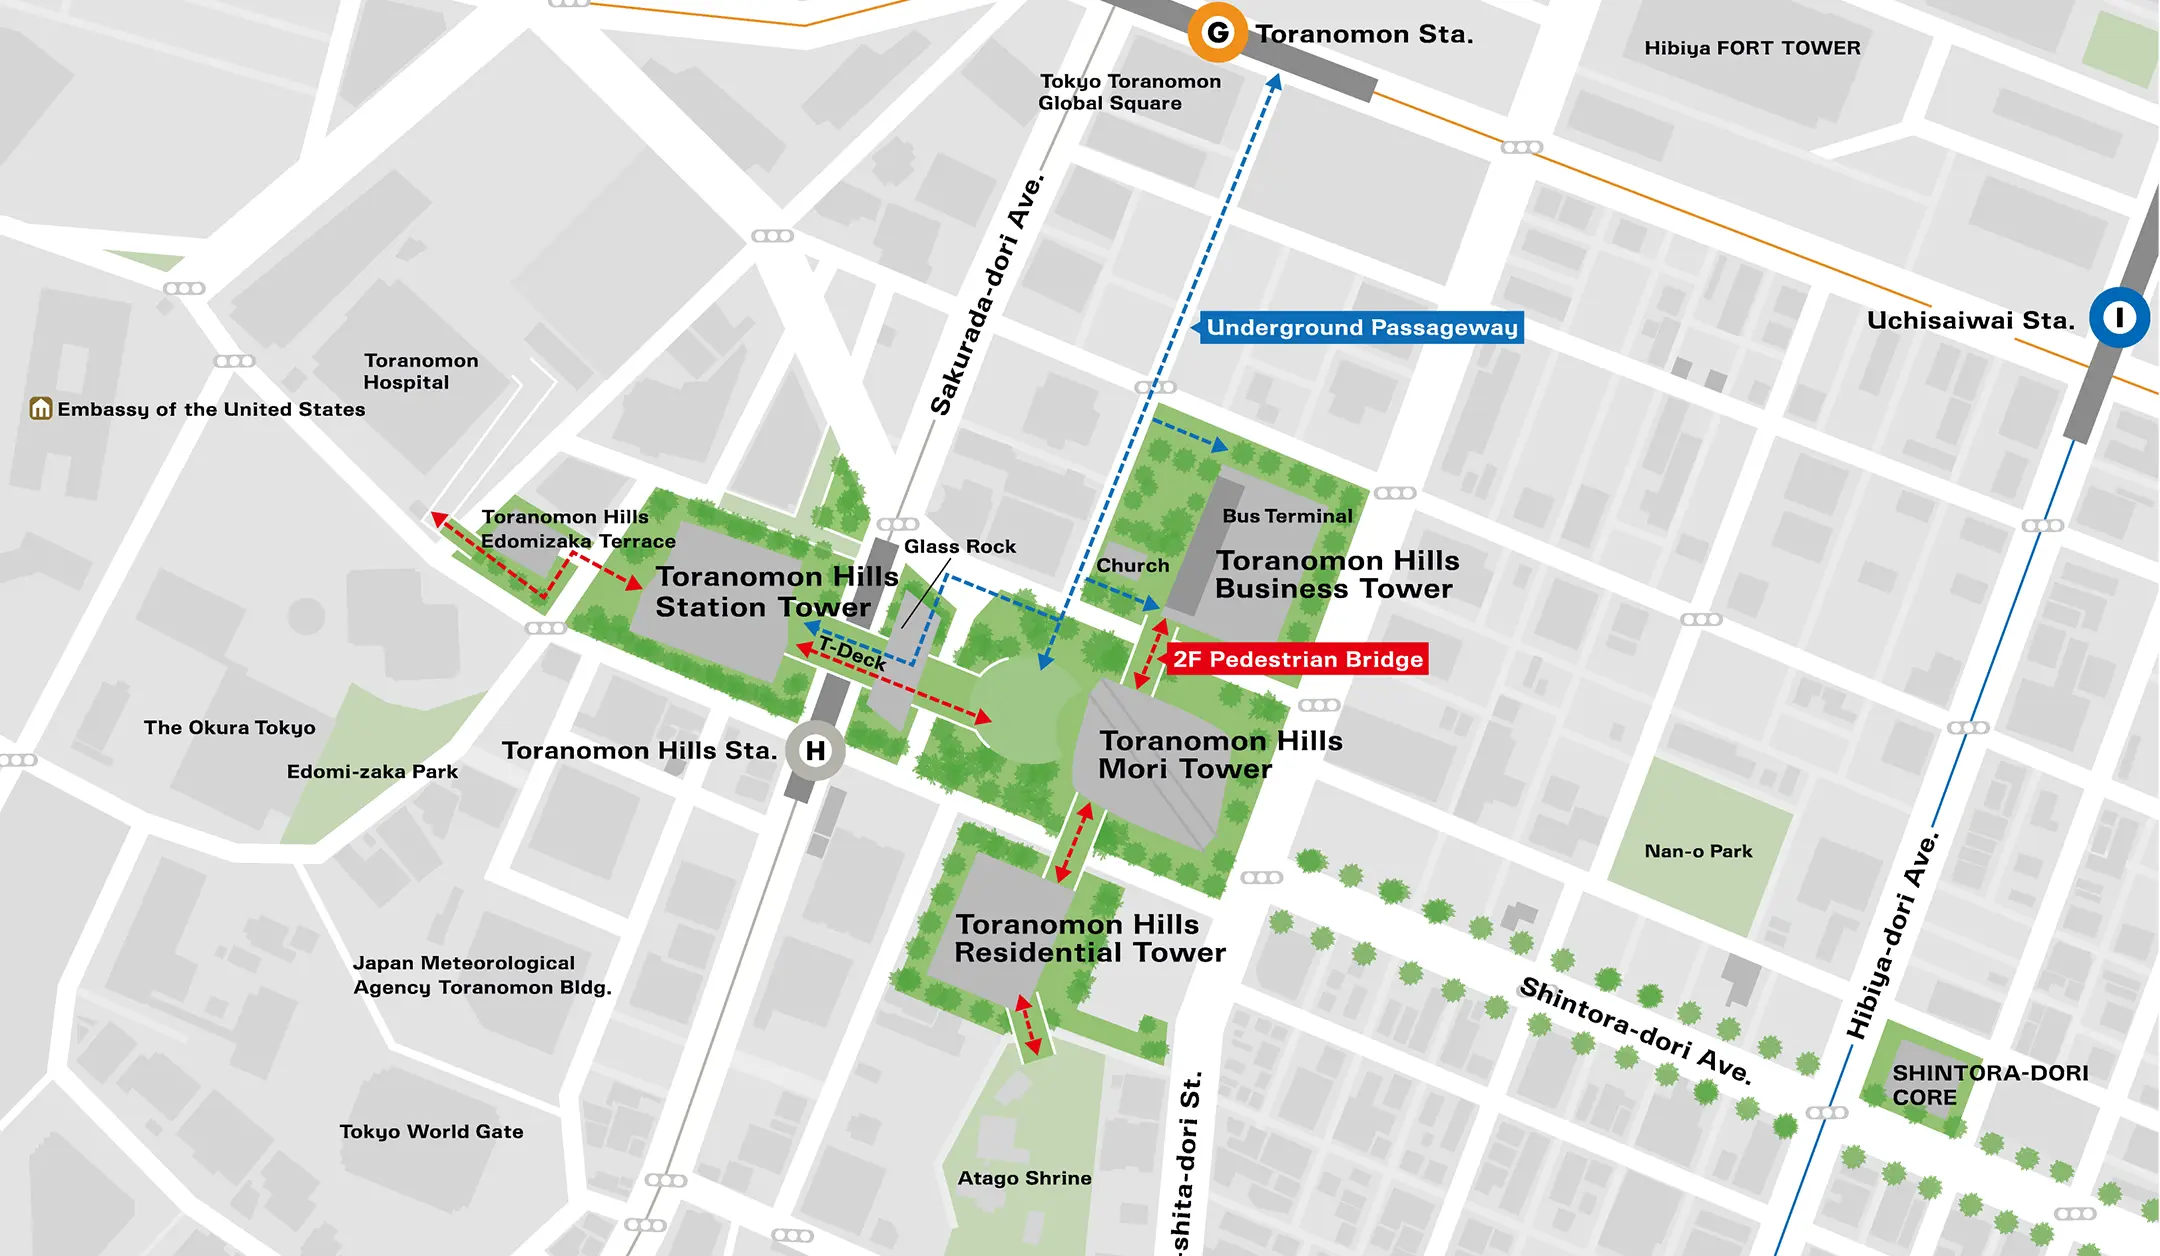 G
Toranomon Sta.
Hibiya FORT TOWER
Tokyo Toranomon
Global Square
Sakurada-dori Ave.
Underground Passageway
Uchisaiwai Sta.
I
Toranomon
Hospital
Embassy of the United States
Toranomon Hills
Edomizaka Terrace
Bus Terminal
Glass Rock
Church
Toranomon Hills
Business Tower
Toranomon Hills
Station Tower
T-Deck
2F Pedestrian Bridge
The Okura Tokyo
Toranomon Hills Sta.
H
Toranomon Hills
Mori Tower
Edomi-zaka Park
Nan-o Park
Hibiya-dori Ave.
Toranomon Hills
Residential Tower
Japan Meteorological
Agency Toranomon Bldg.
Shintora-dori Ave.
SHINTORA-DORI
CORE
Tokyo World Gate
Atago Shrine
-shita-dori St.